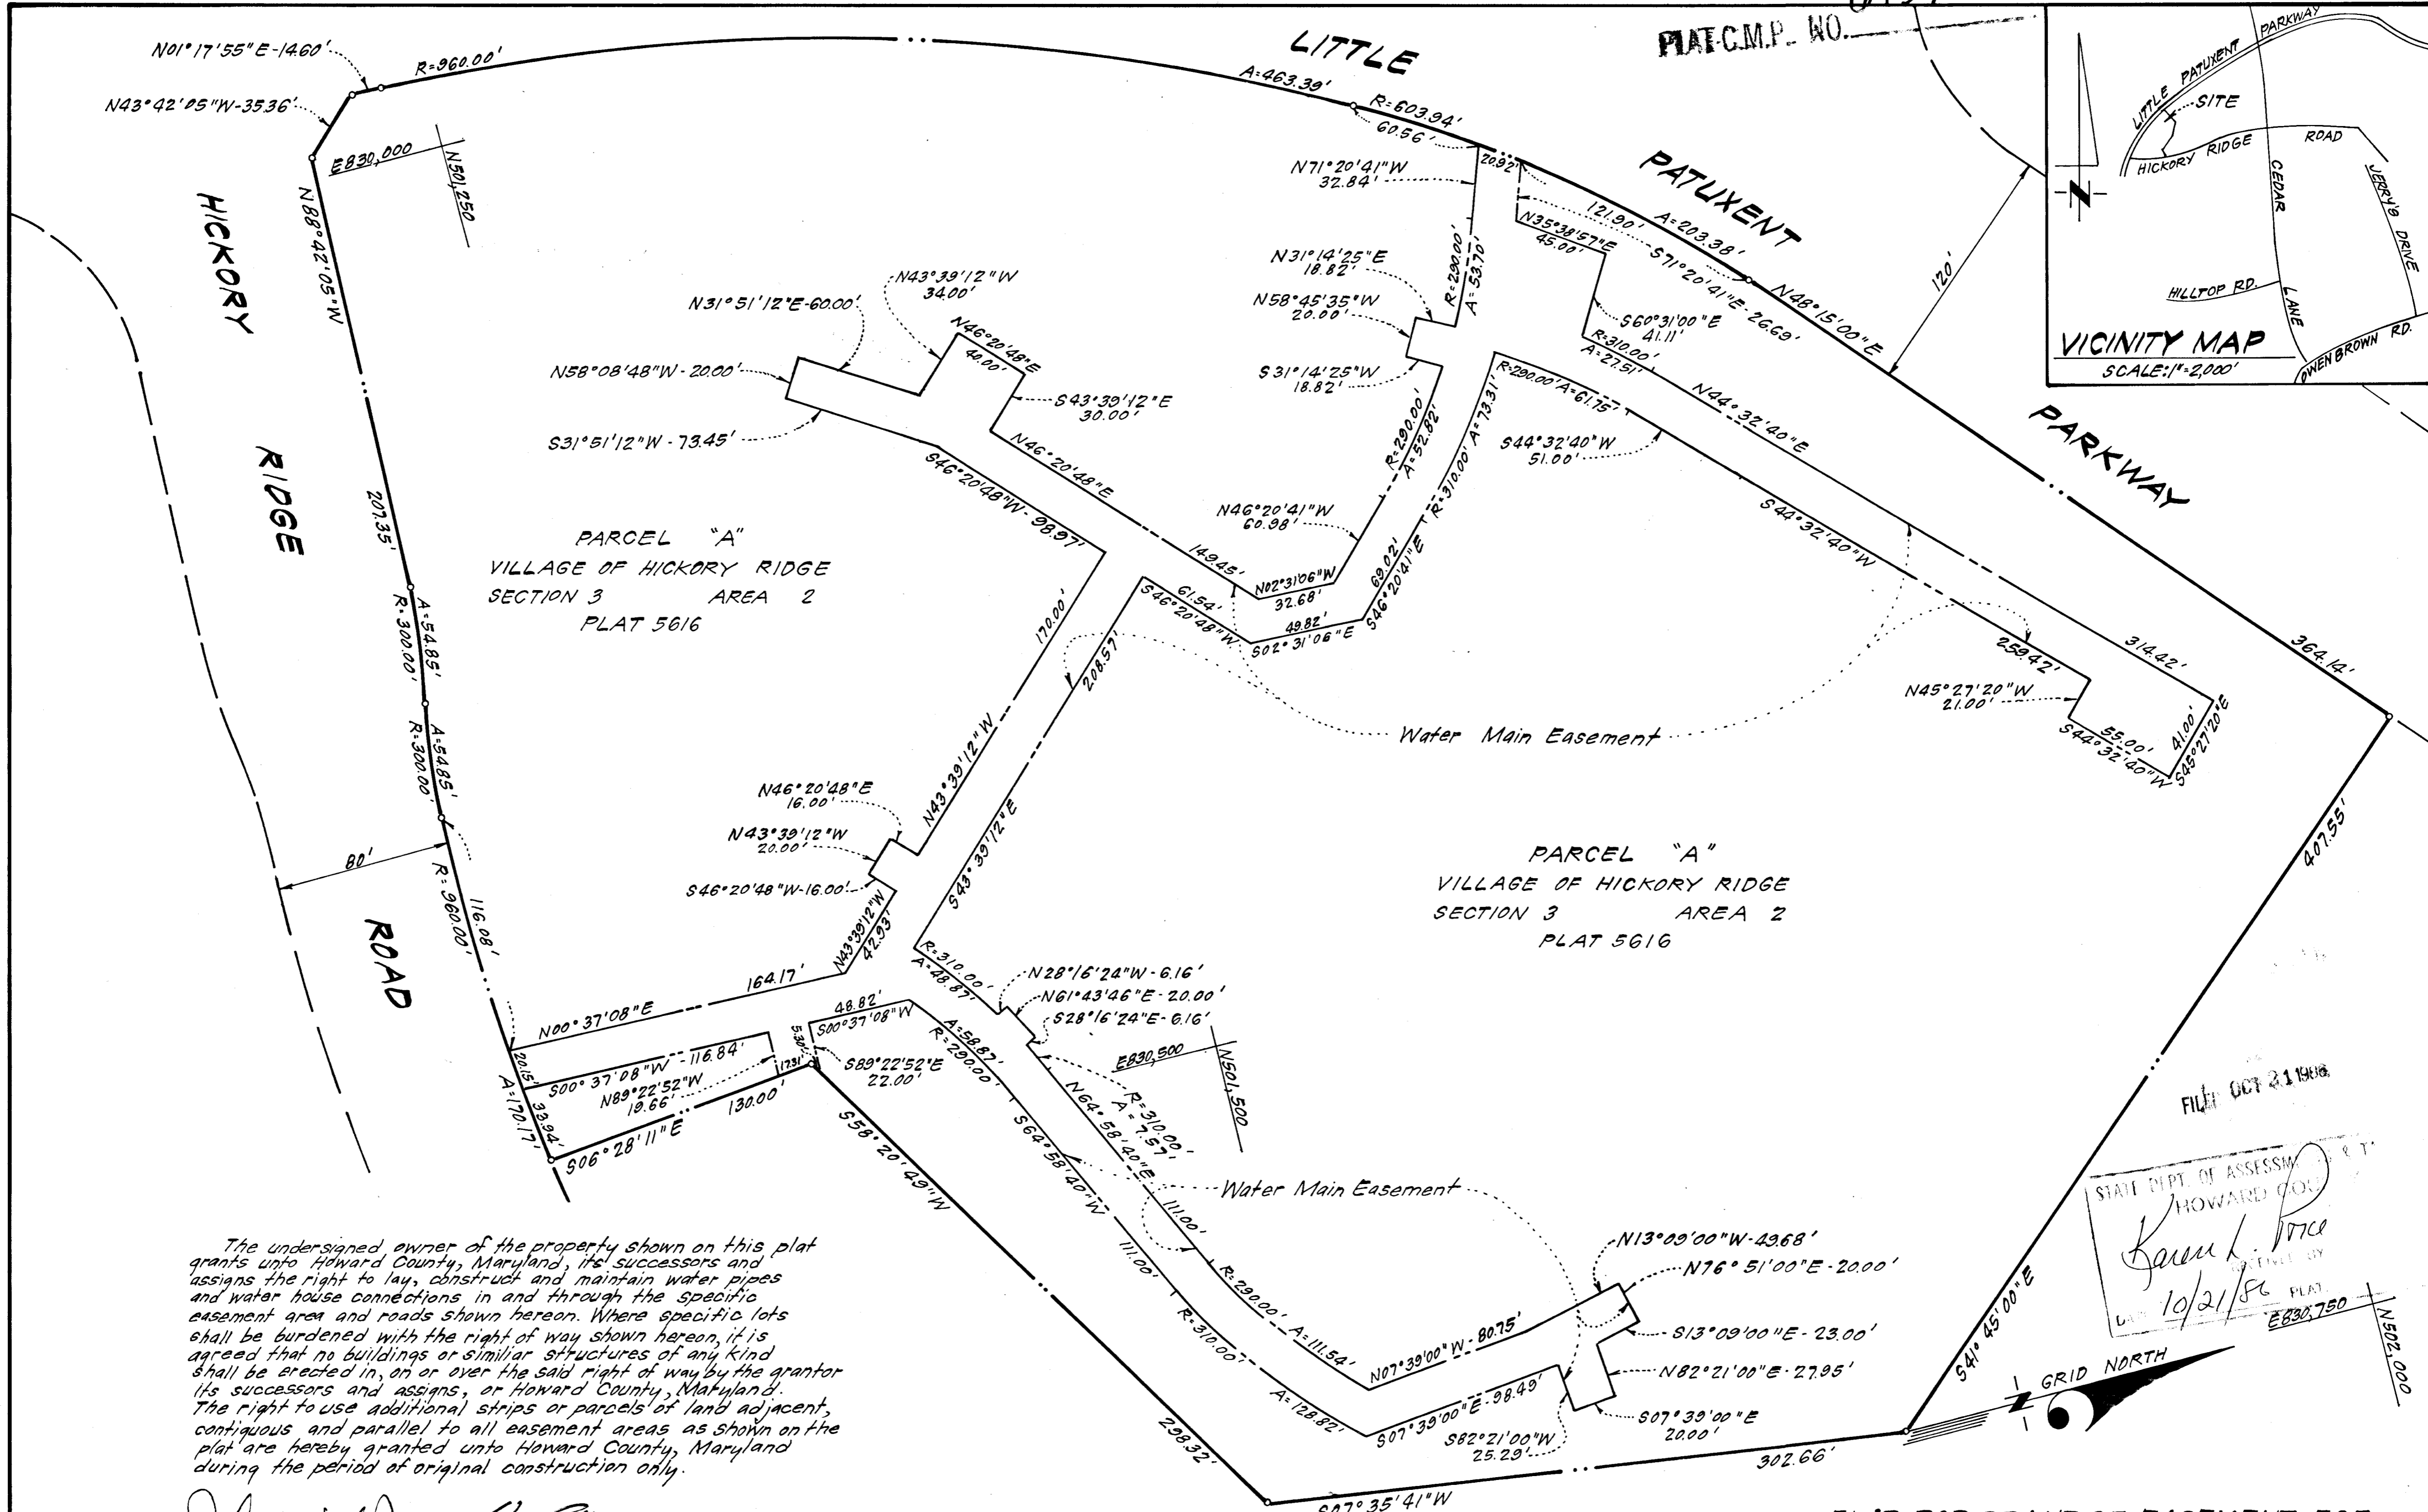 PLAT C.M.P. NO.
LITTLE
PATUXENT
PARKWAY
HICKORY
RIDGE
ROAD
N01°17'55"E-14.60'
R=960.00'
A=463.39'
N43°42'05"W-35.36'
E830,000
N501,250
N88°42'05"W
207.35'
A=54.85'
R=300.00'
A=54.85'
R=300.00'
80'
116.08'
R=960.00'
R=603.94'
60.56'
20.92'
121.90'
A=203.38'
N71°20'41"W
32.84'
N35°38'57"E
45.00'
S71°20'41"E-26.69'
N48°15'00"E
120'
N31°14'25"E
18.82'
R=290.00'
A=53.70'
N58°45'35"W
20.00'
S60°31'00"E
41.11'
R=310.00'
A=27.51'
S31°14'25"W
18.82'
R=290.00'
A=52.82'
R=290.00' A=61.75'
R=310.00' A=73.31'
N44°32'40"E
S44°32'40"W
51.00'
S44°32'40"W
259.42'
314.42'
364.14'
N45°27'20"W
21.00'
55.00'
S44°32'40"W
41.00'
S45°27'20"E
407.55'
N43°39'12"W
34.00'
N31°51'12"E-60.00'
N46°20'48"E
40.00'
N58°08'48"W-20.00'
S43°39'12"E
30.00'
S31°51'12"W-73.45'
N46°20'48"E
149.45'
S46°20'48"W-98.97'
N46°20'41"W
60.98'
N02°31'06"W
32.68'
69.02'
S46°20'41"E
61.54'
S46°20'48"W
49.82'
S02°31'06"E
PARCEL "A"
VILLAGE OF HICKORY RIDGE
SECTION 3 AREA 2
PLAT 5616
170.00'
208.57'
N43°39'12"W
S43°39'12"E
Water Main Easement
N46°20'48"E
16.00'
N43°39'12"W
20.00'
S46°20'48"W-16.00'
N43°39'12"W
42.93'
PARCEL "A"
VILLAGE OF HICKORY RIDGE
SECTION 3 AREA 2
PLAT 5616
164.17'
N00°37'08"E
48.82'
S00°37'08"W
5.30'
S00°37'08"W-116.84'
20.15'
A=170.17'
33.94'
N89°22'52"W
19.66'
17.31'
S89°22'52"E
22.00'
130.00'
S06°28'11"E
R=310.00'
A=48.87'
N28°16'24"W-6.16'
N61°43'46"E-20.00'
S28°16'24"E-6.16'
A=58.87'
R=290.00'
E830,500
N501,500
R=310.00'
A=7.57'
N64°58'40"E
111.00'
S64°58'40"W
111.00'
S58°20'49"W
298.32'
Water Main Easement
R=290.00' A=111.54'
R=310.00'
A=128.82'
N07°39'00"W-80.75'
S07°39'00"E-98.49'
N13°09'00"W-49.68'
N76°51'00"E-20.00'
S13°09'00"E-23.00'
N82°21'00"E-27.95'
S07°39'00"E
20.00'
S82°21'00"W
25.29'
302.66'
S07°35'41"W
S41°45'00"E
GRID NORTH
N
E830,750
N502,000
The undersigned owner of the property shown on this plat
grants unto Howard County, Maryland, its successors and
assigns the right to lay, construct and maintain water pipes
and water house connections in and through the specific
easement area and roads shown hereon. Where specific lots
shall be burdened with the right of way shown hereon, it is
agreed that no buildings or similiar structures of any kind
shall be erected in, on or over the said right of way by the grantor
its successors and assigns, or Howard County, Maryland.
The right to use additional strips or parcels of land adjacent,
contiguous and parallel to all easement areas as shown on the
plat are hereby granted unto Howard County, Maryland
during the period of original construction only.
LITTLE PATUXENT PARKWAY
SITE
HICKORY RIDGE ROAD
CEDAR LANE
JERRY'S DRIVE
HILLTOP RD.
OWEN BROWN RD.
N
VICINITY MAP
SCALE: 1"=2,000'
OCT 21 1986
STATE DEPT. OF ASSESSM
HOWARD COU
Karen L. Price
10/21/86 PLAT